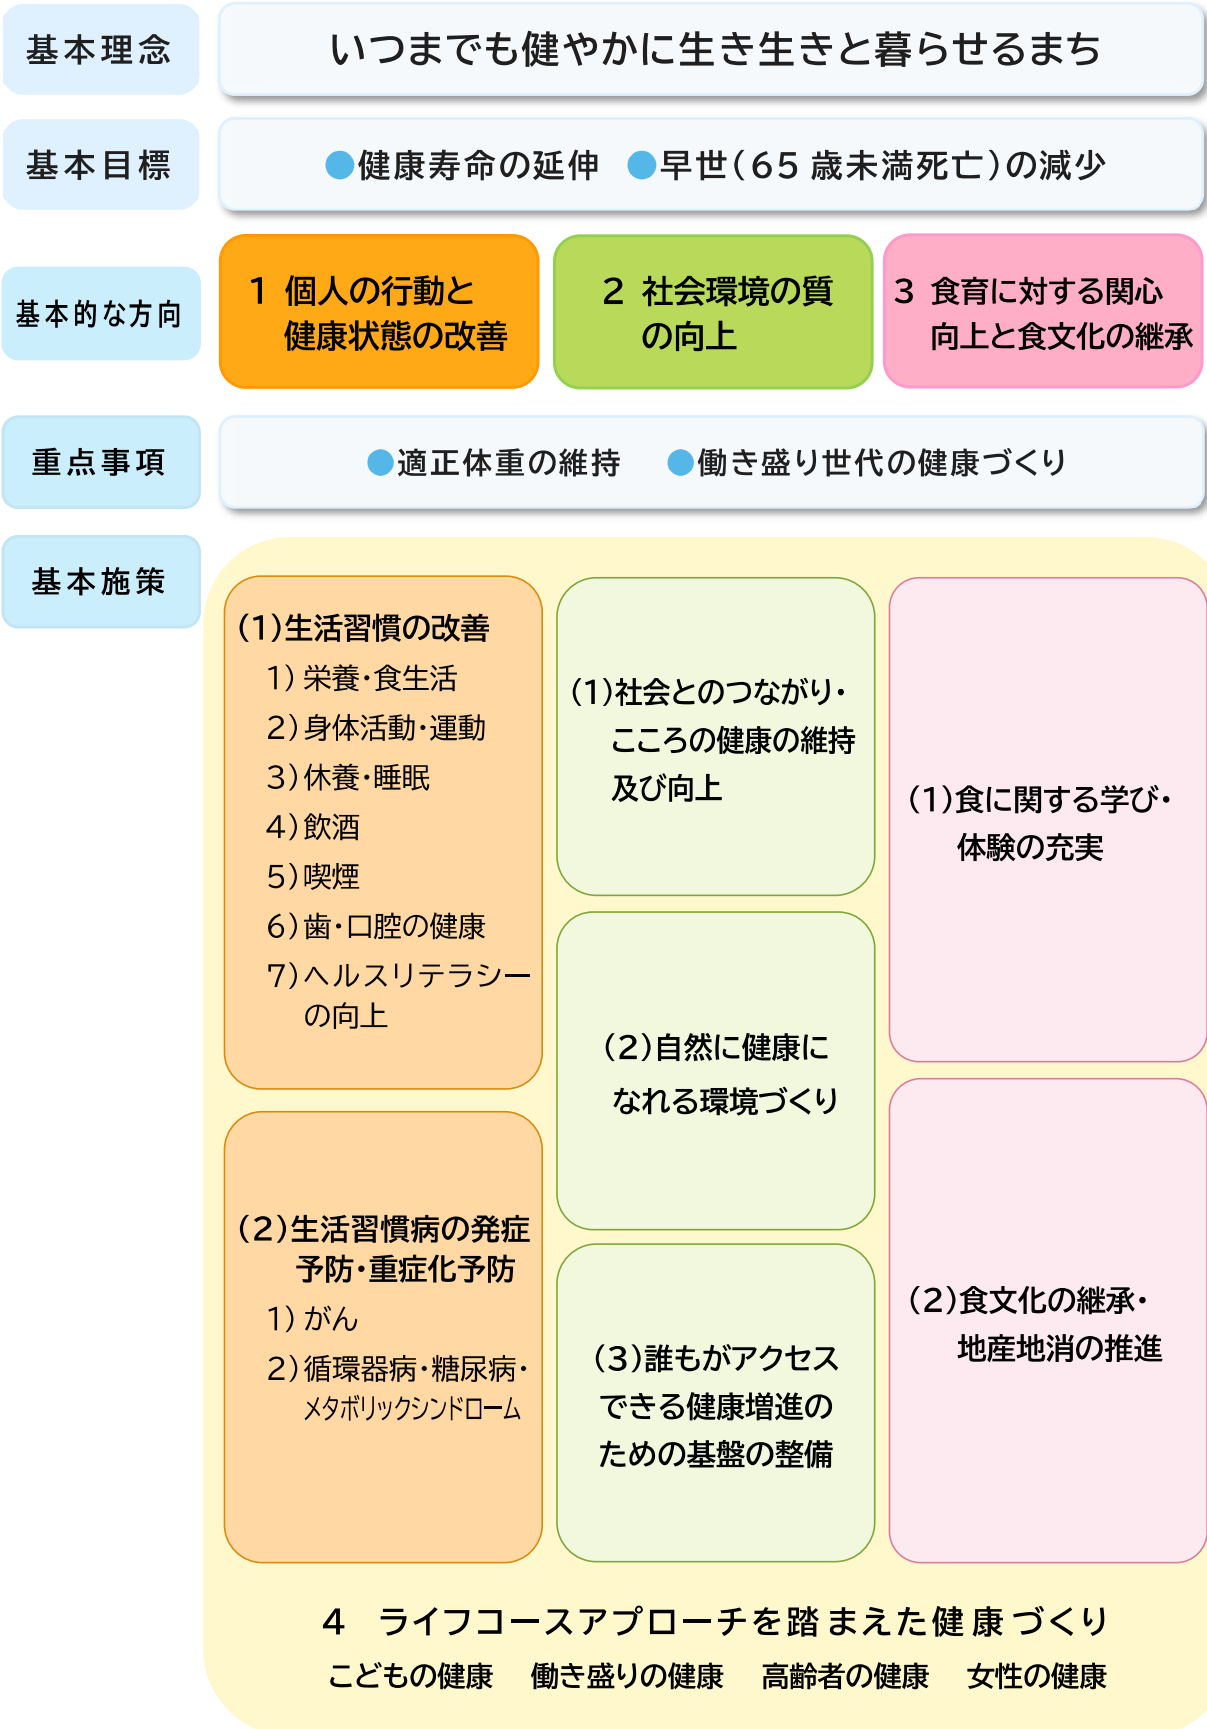 基本理念
いつまでも健やかに生き生きと暮らせるまち
基本目標
●健康寿命の延伸 ●早世(65歳未満死亡)の減少
基本的な方向
1 個人の行動と
健康状態の改善
2 社会環境の質
の向上
3 食育に対する関心
向上と食文化の継承
重点事項
●適正体重の維持 ●働き盛り世代の健康づくり
基本施策
(1)生活習慣の改善
1)栄養・食生活
2)身体活動・運動
3)休養・睡眠
4)飲酒
5)喫煙
6)歯・口腔の健康
7)ヘルスリテラシー
の向上
(2)生活習慣病の発症
予防・重症化予防
1)がん
2)循環器病・糖尿病・
メタボリックシンドローム
(1)社会とのつながり・
こころの健康の維持
及び向上
(2)自然に健康に
なれる環境づくり
(3)誰もがアクセス
できる健康増進の
ための基盤の整備
(1)食に関する学び・
体験の充実
(2)食文化の継承・
地産地消の推進
4 ライフコースアプローチを踏まえた健康づくり
こどもの健康 働き盛りの健康 高齢者の健康 女性の健康